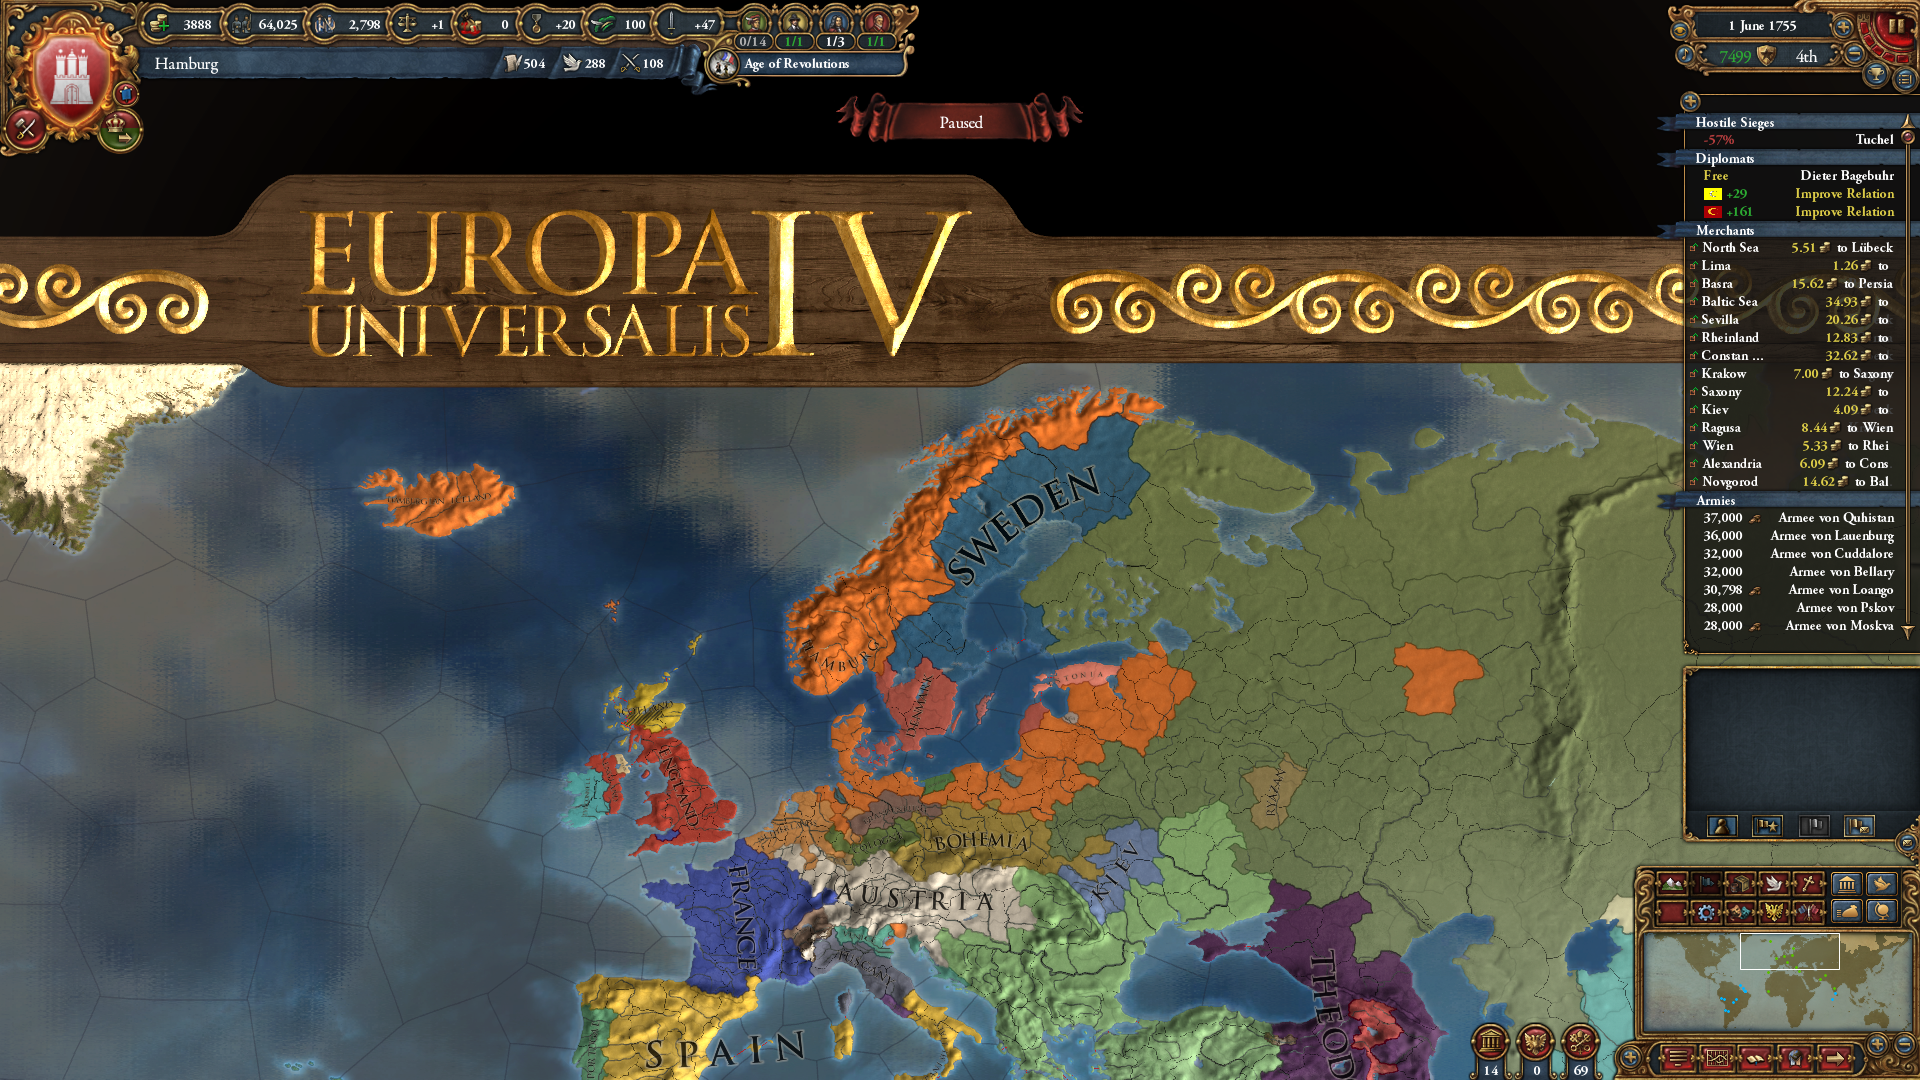 3888
64,025
2,798
+1
0
+20
100
+47
0/14
1/1
1/3
1/1
Hamburg
504
288
108
Age of Revolutions
1 June 1755
7499
4th
Paused
EUROPA
UNIVERSALIS
IV
Hostile Sieges
-57% Tuchel
Diplomats
Free Dieter Bagebuhr
+29 Improve Relation
+161 Improve Relation
Merchants
North Sea 5.51 to Lübeck
Lima 1.26 to
Basra 15.62 to Persia
Baltic Sea 34.93 to
Sevilla 20.26 to
Rheinland 12.83 to
Constan ... 32.62 to
Krakow 7.00 to Saxony
Saxony 12.24 to
Kiev 4.09 to
Ragusa 8.44 to Wien
Wien 5.33 to Rhei
Alexandria 6.09 to Cons
Novgorod 14.62 to Bal
Armies
37,000 Armee von Quhistan
36,000 Armee von Lauenburg
32,000 Armee von Cuddalore
32,000 Armee von Bellary
30,798 Armee von Loango
28,000 Armee von Pskov
28,000 Armee von Moskva
SWEDEN
HAMBURG
DENMARK
SCOTLAND
ENGLAND
RYAZAN
BOHEMIA
KIEV
AUSTRIA
FRANCE
TUSCANY
SPAIN
THEOD
14
0
69